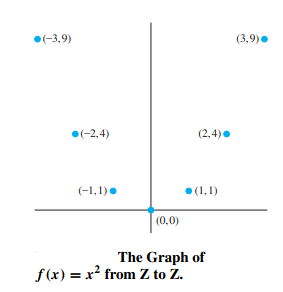 (−3,9) (3,9)
(−2,4) (2,4)
(−1,1) (1,1)
(0,0)
The Graph of
f(x) = x² from Z to Z.